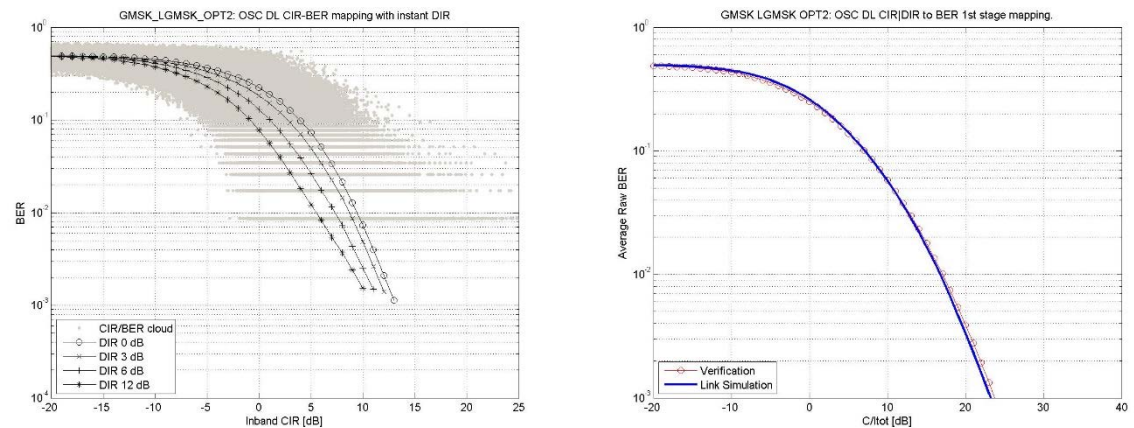 GMSK_LGMSK_OPT2: OSC DL CIR-BER mapping with instant DIR
10^0
10^-1
10^-2
10^-3
10^-4
BER
CIR/BER cloud
DIR 0 dB
DIR 3 dB
DIR 6 dB
DIR 12 dB
-20 -15 -10 -5 0 5 10 15 20 25
Inband CIR [dB]
GMSK LGMSK OPT2: OSC DL CIR|DIR to BER 1st stage mapping.
10^0
10^-1
10^-2
10^-3
Average Raw BER
Verification
Link Simulation
-20 -10 0 10 20 30 40
C/Itot [dB]